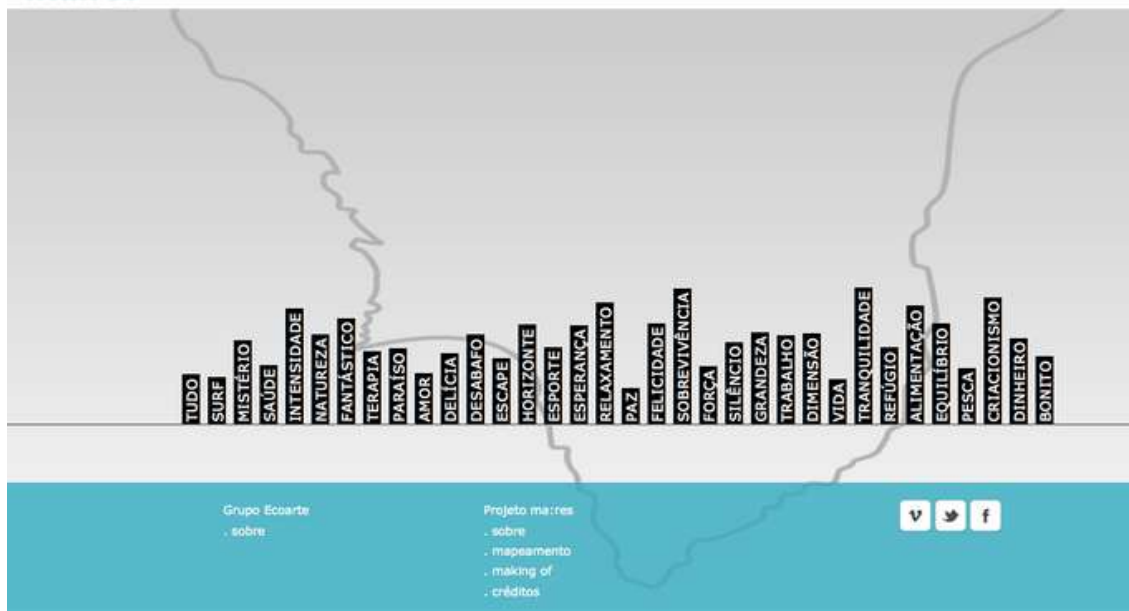 TUDO
SURF
MISTÉRIO
SAÚDE
INTENSIDADE
NATUREZA
FANTÁSTICO
TERAPIA
PARAÍSO
AMOR
DELÍCIA
DESABAFO
ESCAPE
HORIZONTE
ESPORTE
ESPERANÇA
RELAXAMENTO
PAZ
FELICIDADE
SOBREVIVÊNCIA
FORÇA
SILÊNCIO
GRANDEZA
TRABALHO
DIMENSÃO
VIDA
TRANQUILIDADE
REFÚGIO
ALIMENTAÇÃO
EQUILÍBRIO
PESCA
CRIACIONISMO
DINHEIRO
BONITO
Grupo Ecoarte
. sobre
Projeto ma:res
. sobre
. mapeamento
. making of
. créditos